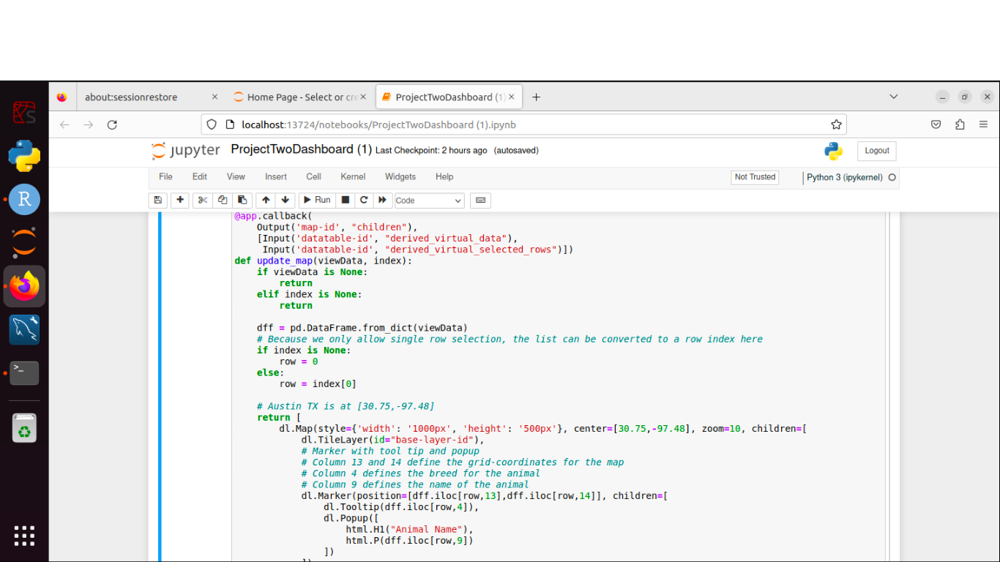 about:sessionrestore
Home Page - Select or cre
ProjectTwoDashboard (1)
localhost:13724/notebooks/ProjectTwoDashboard (1).ipynb
jupyter ProjectTwoDashboard (1) Last Checkpoint: 2 hours ago (autosaved)
Logout
File Edit View Insert Cell Kernel Widgets Help
Not Trusted
Python 3 (ipykernel)
Run
Code
@app.callback(
    Output('map-id', "children"),
    [Input('datatable-id', "derived_virtual_data"),
     Input('datatable-id', "derived_virtual_selected_rows")])
def update_map(viewData, index):
    if viewData is None:
        return
    elif index is None:
        return
    dff = pd.DataFrame.from_dict(viewData)
    # Because we only allow single row selection, the list can be converted to a row index here
    if index is None:
        row = 0
    else:
        row = index[0]
    # Austin TX is at [30.75,-97.48]
    return [
        dl.Map(style={'width': '1000px', 'height': '500px'}, center=[30.75,-97.48], zoom=10, children=[
            dl.TileLayer(id="base-layer-id"),
            # Marker with tool tip and popup
            # Column 13 and 14 define the grid-coordinates for the map
            # Column 4 defines the breed for the animal
            # Column 9 defines the name of the animal
            dl.Marker(position=[dff.iloc[row,13],dff.iloc[row,14]], children=[
                dl.Tooltip(dff.iloc[row,4]),
                dl.Popup([
                    html.H1("Animal Name"),
                    html.P(dff.iloc[row,9])
                ])